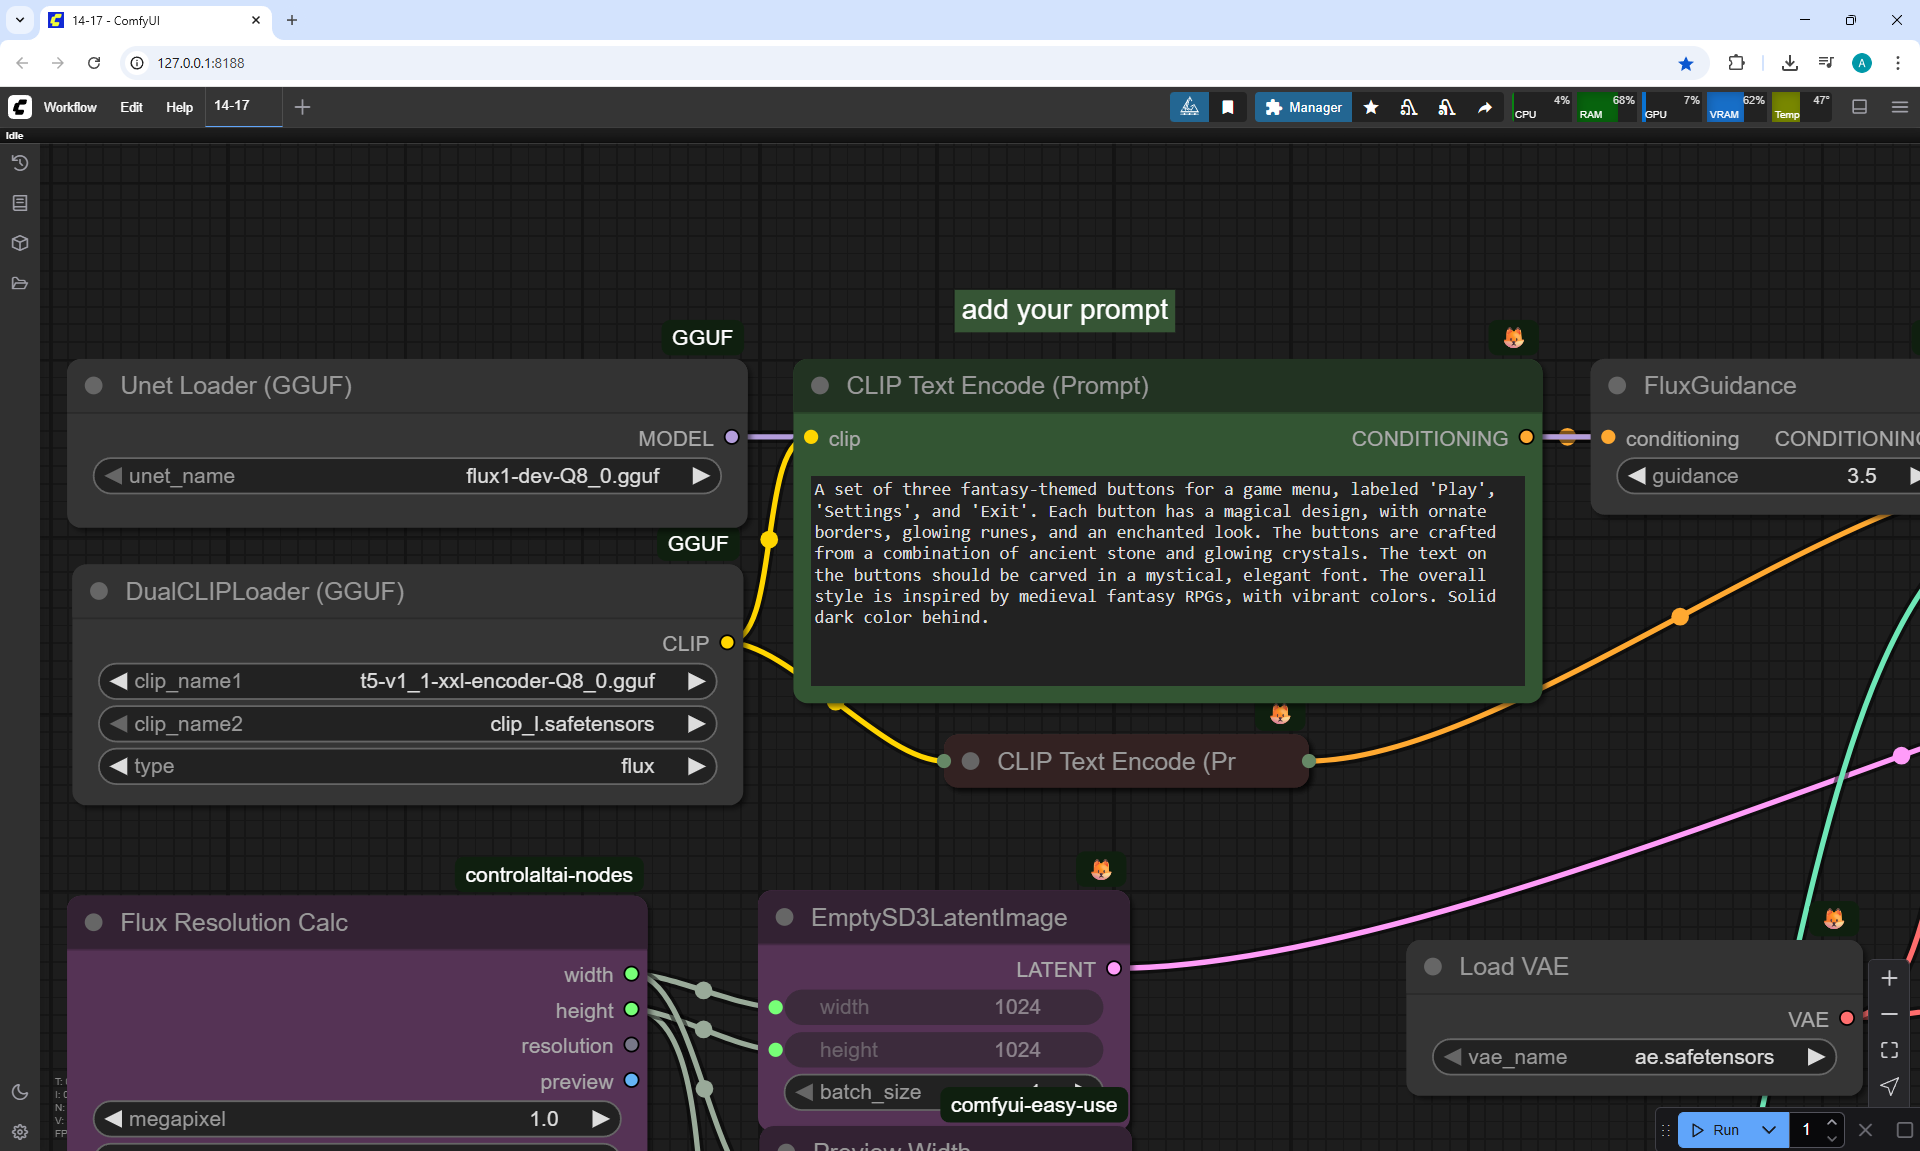 14-17 - ComfyUI
127.0.0.1:8188
Workflow Edit Help 14-17
Manager
CPU 4% RAM 68% GPU 7% VRAM 62% Temp 47°
Idle
add your prompt
GGUF
Unet Loader (GGUF)
MODEL
unet_name flux1-dev-Q8_0.gguf
CLIP Text Encode (Prompt)
clip CONDITIONING
A set of three fantasy-themed buttons for a game menu, labeled 'Play',
'Settings', and 'Exit'. Each button has a magical design, with ornate
borders, glowing runes, and an enchanted look. The buttons are crafted
from a combination of ancient stone and glowing crystals. The text on
the buttons should be carved in a mystical, elegant font. The overall
style is inspired by medieval fantasy RPGs, with vibrant colors. Solid
dark color behind.
FluxGuidance
conditioning CONDITIONING
guidance 3.5
GGUF
DualCLIPLoader (GGUF)
CLIP
clip_name1 t5-v1_1-xxl-encoder-Q8_0.gguf
clip_name2 clip_l.safetensors
type flux
CLIP Text Encode (Pr
controlaltai-nodes
Flux Resolution Calc
width
height
resolution
preview
megapixel 1.0
EmptySD3LatentImage
LATENT
width 1024
height 1024
batch_size
comfyui-easy-use
Preview Width
Load VAE
VAE
vae_name ae.safetensors
T:
I:
N:
V:
FP
Run 1
A